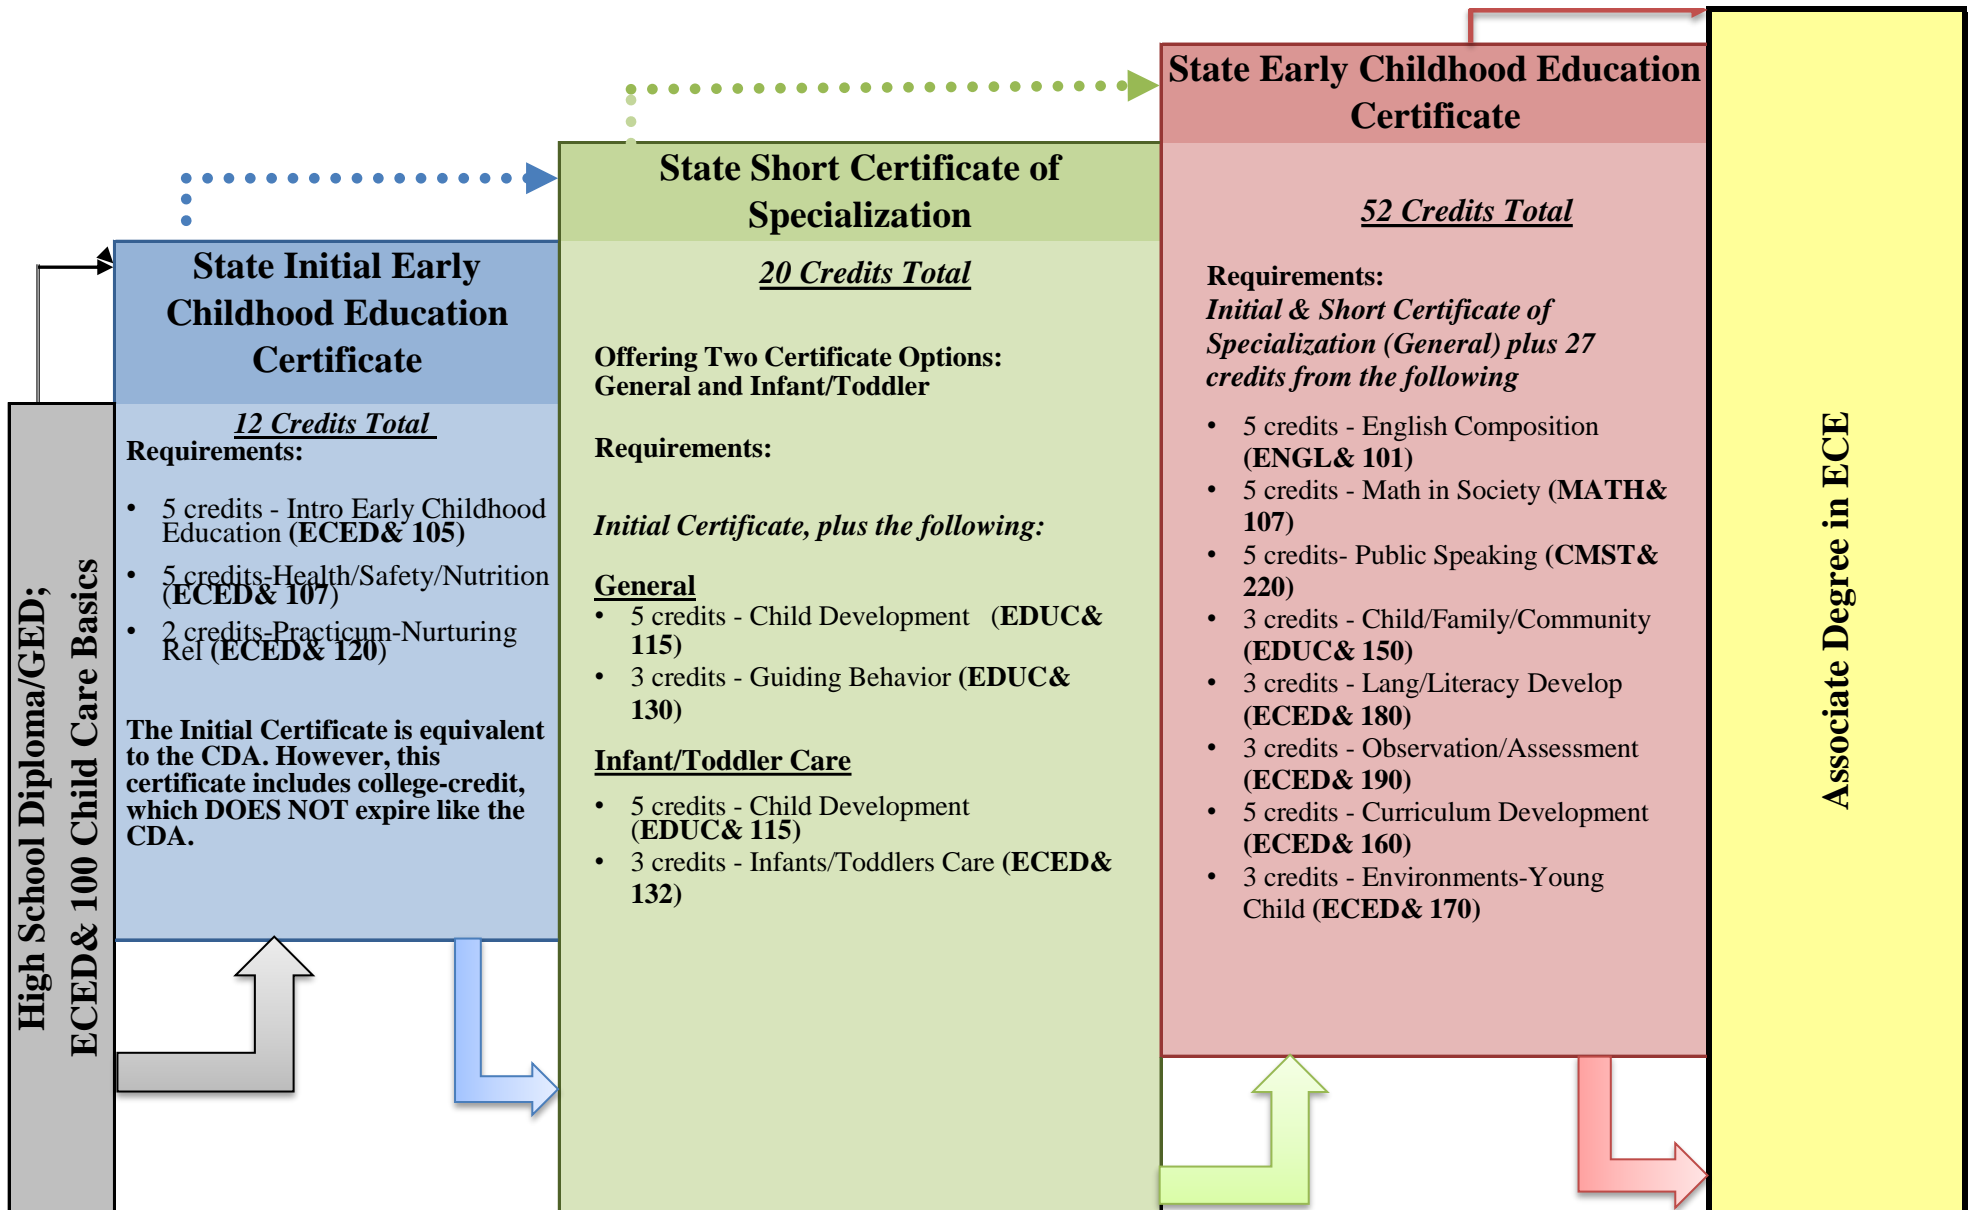 High School Diploma/GED;
ECED& 100 Child Care Basics
State Initial Early
Childhood Education
Certificate
12 Credits Total
Requirements:
• 5 credits - Intro Early Childhood
Education (ECED& 105)
• 5 credits-Health/Safety/Nutrition
(ECED& 107)
• 2 credits-Practicum-Nurturing
Rel (ECED& 120)
The Initial Certificate is equivalent
to the CDA. However, this
certificate includes college-credit,
which DOES NOT expire like the
CDA.
State Short Certificate of
Specialization
20 Credits Total
Offering Two Certificate Options:
General and Infant/Toddler
Requirements:
Initial Certificate, plus the following:
General
• 5 credits - Child Development (EDUC&
115)
• 3 credits - Guiding Behavior (EDUC&
130)
Infant/Toddler Care
• 5 credits - Child Development
(EDUC& 115)
• 3 credits - Infants/Toddlers Care (ECED&
132)
State Early Childhood Education
Certificate
52 Credits Total
Requirements:
Initial & Short Certificate of
Specialization (General) plus 27
credits from the following
• 5 credits - English Composition
(ENGL& 101)
• 5 credits - Math in Society (MATH&
107)
• 5 credits- Public Speaking (CMST&
220)
• 3 credits - Child/Family/Community
(EDUC& 150)
• 3 credits - Lang/Literacy Develop
(ECED& 180)
• 3 credits - Observation/Assessment
(ECED& 190)
• 5 credits - Curriculum Development
(ECED& 160)
• 3 credits - Environments-Young
Child (ECED& 170)
Associate Degree in ECE